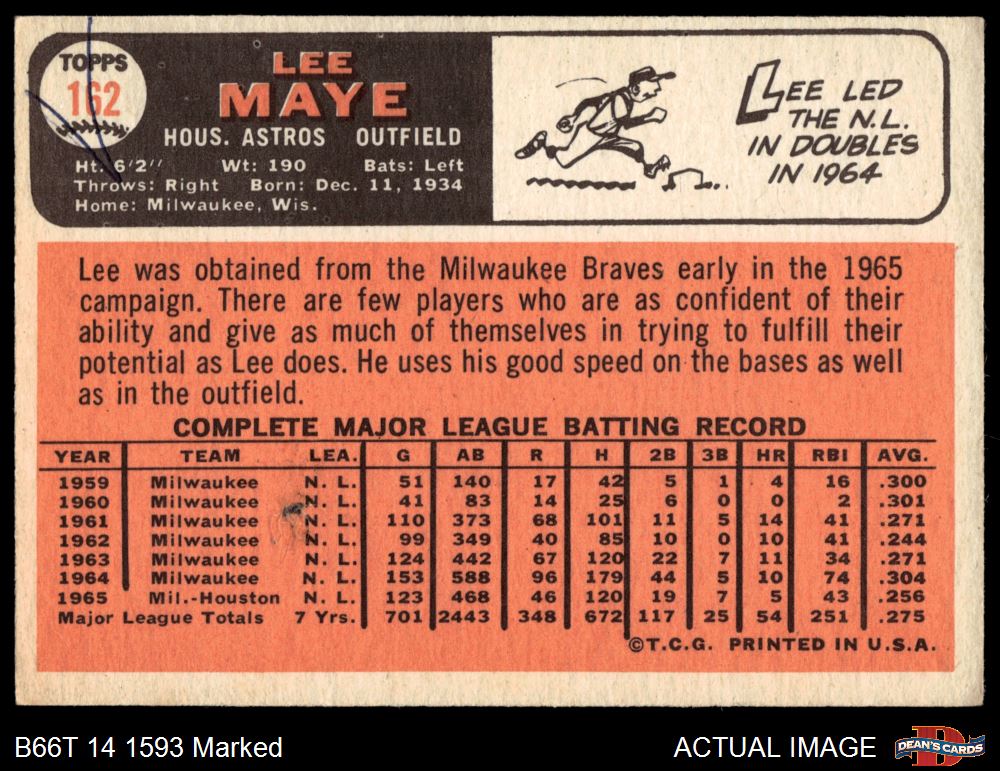 TOPPS
162
LEE
MAYE
HOUS. ASTROS OUTFIELD
Ht. 6'2" Wt: 190 Bats: Left
Throws: Right Born: Dec. 11, 1934
Home: Milwaukee, Wis.
LEE LED
THE N.L.
IN DOUBLES
IN 1964
Lee was obtained from the Milwaukee Braves early in the 1965
campaign. There are few players who are as confident of their
ability and give as much of themselves in trying to fulfill their
potential as Lee does. He uses his good speed on the bases as well
as in the outfield.
COMPLETE MAJOR LEAGUE BATTING RECORD
YEAR TEAM LEA. G AB R H 2B 3B HR RBI AVG.
1959 Milwaukee N. L. 51 140 17 42 5 1 4 16 .300
1960 Milwaukee N. L. 41 83 14 25 6 0 0 2 .301
1961 Milwaukee N. L. 110 373 68 101 11 5 14 41 .271
1962 Milwaukee N. L. 99 349 40 85 10 0 10 41 .244
1963 Milwaukee N. L. 124 442 67 120 22 7 11 34 .271
1964 Milwaukee N. L. 153 588 96 179 44 5 10 74 .304
1965 Mil.-Houston N. L. 123 468 46 120 19 7 5 43 .256
Major League Totals 7 Yrs. 701 2443 348 672 117 25 54 251 .275
©T.C.G. PRINTED IN U.S.A.
B66T 14 1593 Marked
ACTUAL IMAGE
DEAN'S CARDS